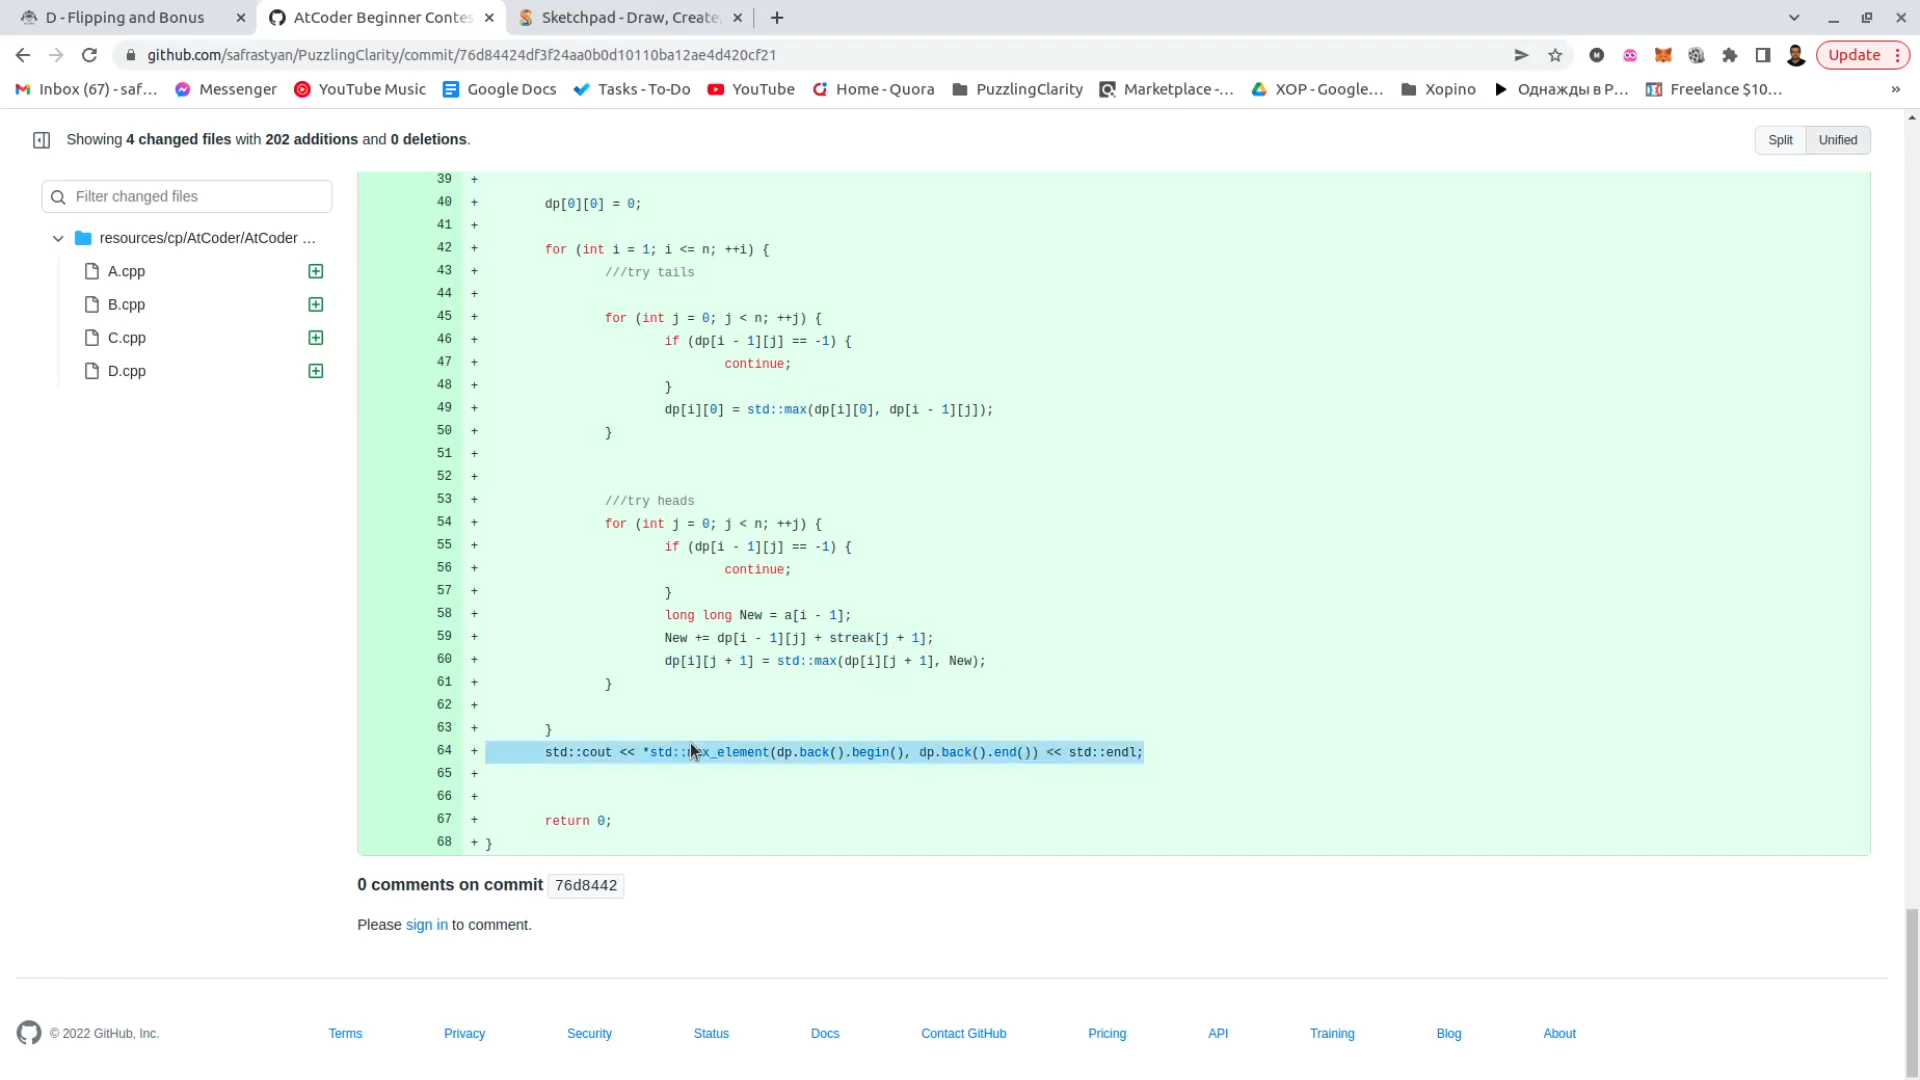 D - Flipping and Bonus
AtCoder Beginner Contes
Sketchpad - Draw, Create,
github.com/safrastyan/PuzzlingClarity/commit/76d84424df3f24aa0b0d10110ba12ae4d420cf21
Update
Inbox (67) - saf... Messenger YouTube Music Google Docs Tasks - To-Do YouTube Home - Quora PuzzlingClarity Marketplace -... XOP - Google... Xopino Однажды в Р... Freelance $10... »
Showing 4 changed files with 202 additions and 0 deletions.
Split Unified
Filter changed files
resources/cp/AtCoder/AtCoder ...
A.cpp
B.cpp
C.cpp
D.cpp
39 +
40 + dp[0][0] = 0;
41 +
42 + for (int i = 1; i <= n; ++i) {
43 + ///try tails
44 +
45 + for (int j = 0; j < n; ++j) {
46 + if (dp[i - 1][j] == -1) {
47 + continue;
48 + }
49 + dp[i][0] = std::max(dp[i][0], dp[i - 1][j]);
50 + }
51 +
52 +
53 + ///try heads
54 + for (int j = 0; j < n; ++j) {
55 + if (dp[i - 1][j] == -1) {
56 + continue;
57 + }
58 + long long New = a[i - 1];
59 + New += dp[i - 1][j] + streak[j + 1];
60 + dp[i][j + 1] = std::max(dp[i][j + 1], New);
61 + }
62 +
63 + }
64 + std::cout << *std::max_element(dp.back().begin(), dp.back().end()) << std::endl;
65 +
66 +
67 + return 0;
68 + }
0 comments on commit 76d8442
Please sign in to comment.
© 2022 GitHub, Inc. Terms Privacy Security Status Docs Contact GitHub Pricing API Training Blog About